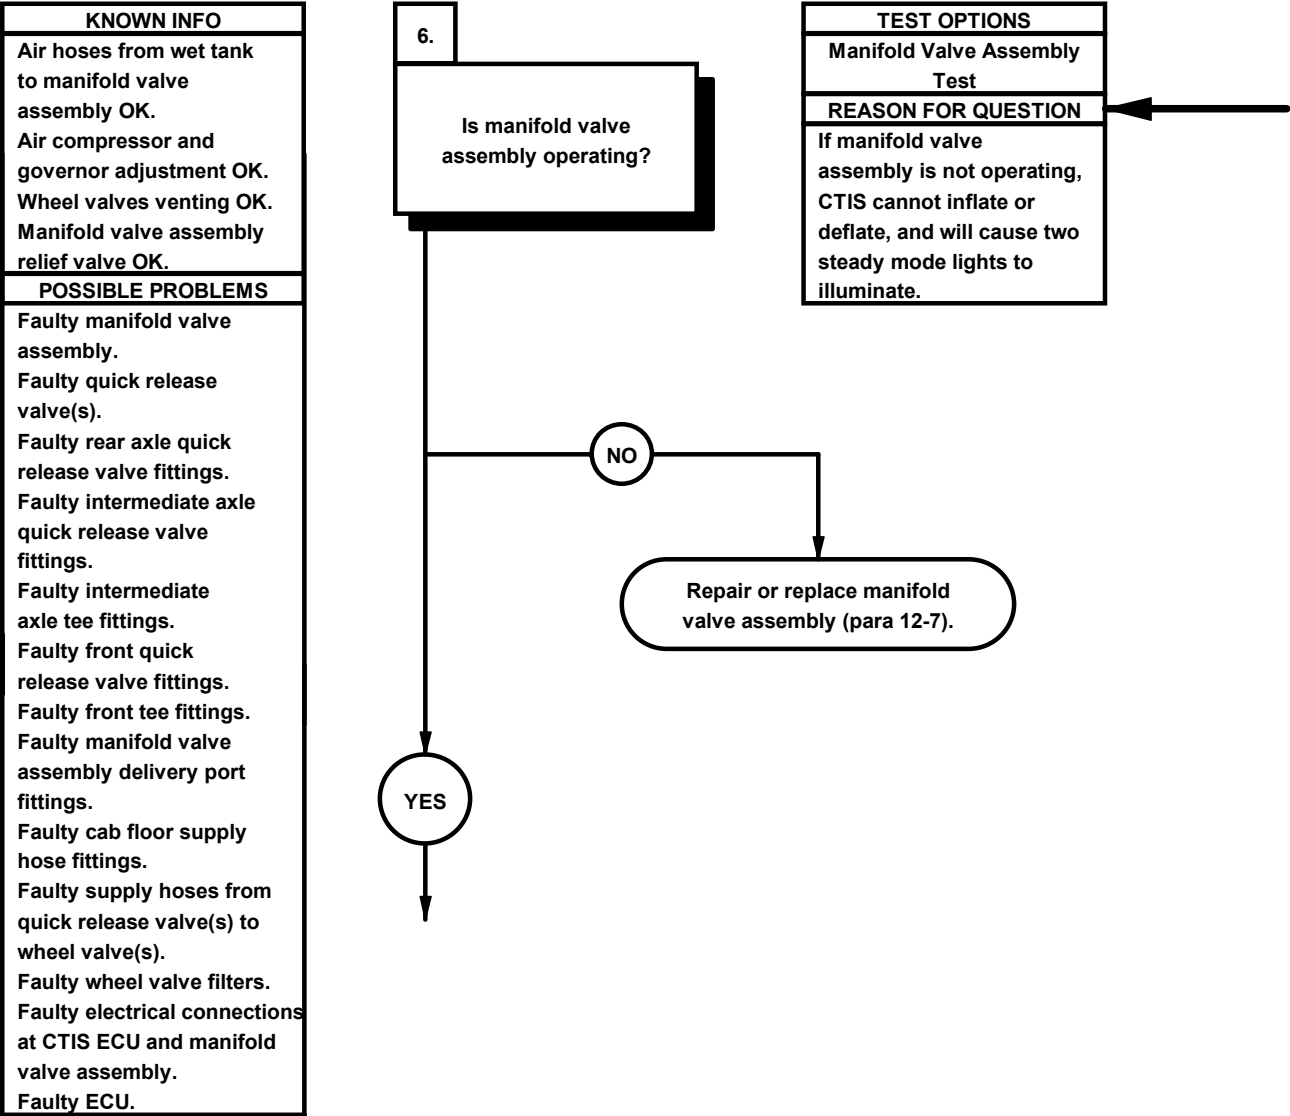 KNOWN INFO
Air hoses from wet tank
to manifold valve
assembly OK.
Air compressor and
governor adjustment OK.
Wheel valves venting OK.
Manifold valve assembly
relief valve OK.
POSSIBLE PROBLEMS
Faulty manifold valve
assembly.
Faulty quick release
valve(s).
Faulty rear axle quick
release valve fittings.
Faulty intermediate axle
quick release valve
fittings.
Faulty intermediate
axle tee fittings.
Faulty front quick
release valve fittings.
Faulty front tee fittings.
Faulty manifold valve
assembly delivery port
fittings.
Faulty cab floor supply
hose fittings.
Faulty supply hoses from
quick release valve(s) to
wheel valve(s).
Faulty wheel valve filters.
Faulty electrical connections
at CTIS ECU and manifold
valve assembly.
Faulty ECU.
6.
Is manifold valve
assembly operating?
NO
Repair or replace manifold
valve assembly (para 12-7).
YES
TEST OPTIONS
Manifold Valve Assembly
Test
REASON FOR QUESTION
If manifold valve
assembly is not operating,
CTIS cannot inflate or
deflate, and will cause two
steady mode lights to
illuminate.